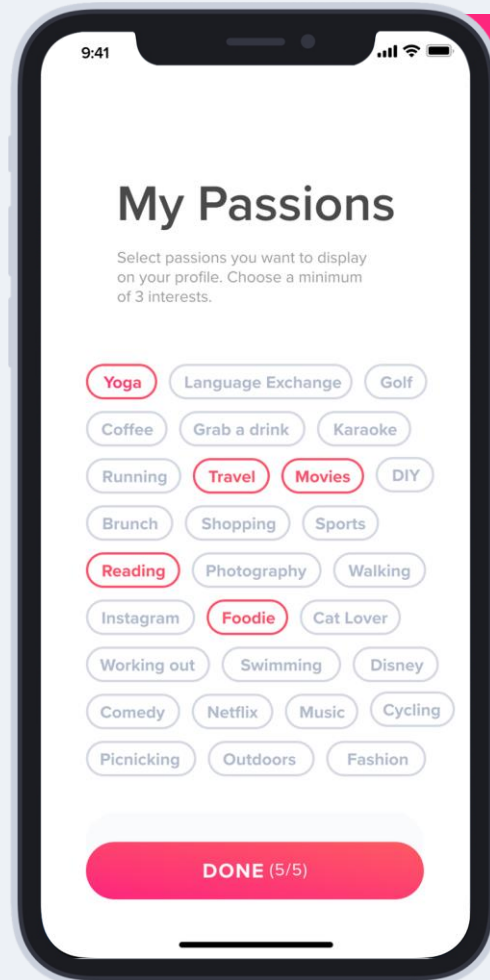 9:41
My Passions
Select passions you want to display
on your profile. Choose a minimum
of 3 interests.
Yoga Language Exchange Golf
Coffee Grab a drink Karaoke
Running Travel Movies DIY
Brunch Shopping Sports
Reading Photography Walking
Instagram Foodie Cat Lover
Working out Swimming Disney
Comedy Netflix Music Cycling
Picnicking Outdoors Fashion
DONE (5/5)